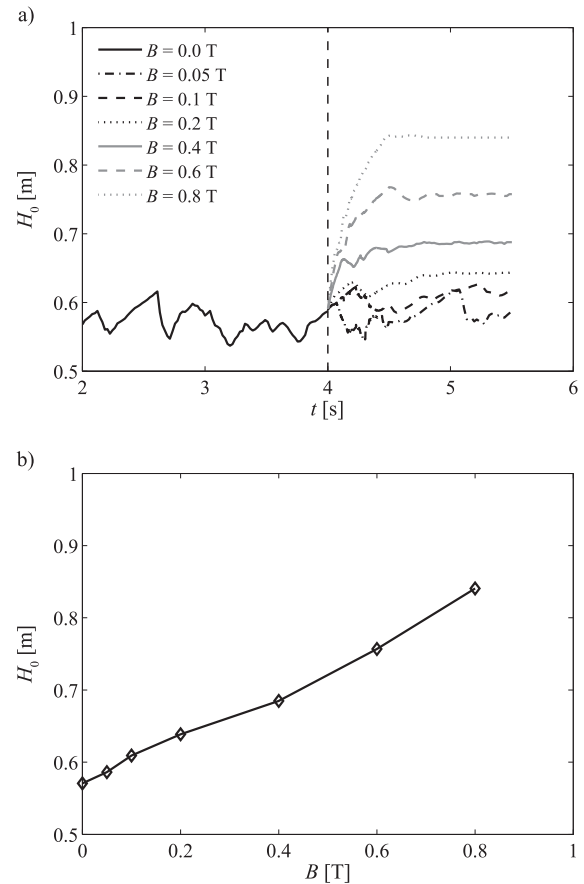 a)
1
0.9
0.8
0.7
0.6
0.5
H₀ [m]
B = 0.0 T
B = 0.05 T
B = 0.1 T
B = 0.2 T
B = 0.4 T
B = 0.6 T
B = 0.8 T
2 3 4 5 6
t [s]
b)
1
0.9
0.8
0.7
0.6
0.5
H₀ [m]
0 0.2 0.4 0.6 0.8 1
B [T]